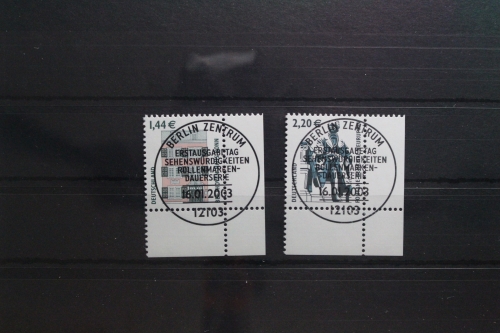 1,44 €
DEUTSCHLAND
BERLIN ZENTRUM
ERSTAUSGABETAG
SEHENSWÜRDIGKEITEN
ROLLENMARKEN-
DAUERSERIE
16.01.2003
12103
2,20 €
DEUTSCHLAND
BERLIN ZENTRUM
ERSTAUSGABETAG
SEHENSWÜRDIGKEITEN
ROLLENMARKEN-
DAUERSERIE
16.01.2003
12103